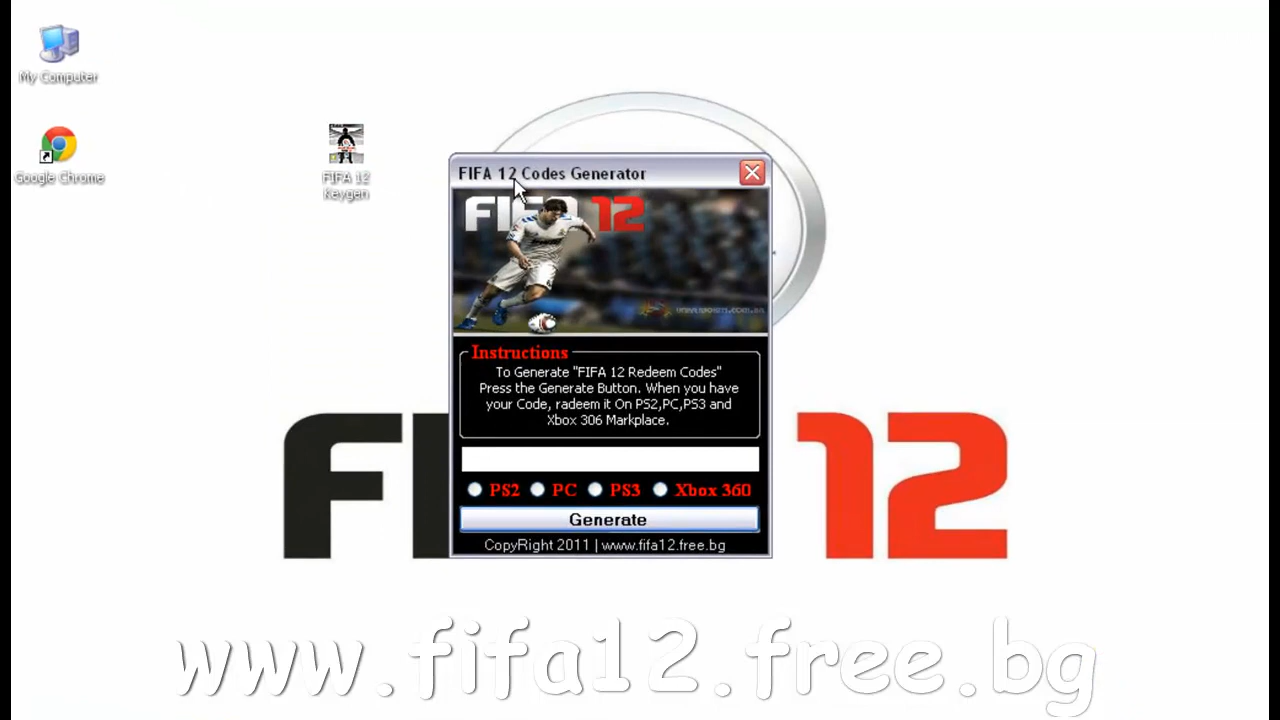 My Computer
Google Chrome
FIFA 12
keygen
FIFA 12 Codes Generator
FIFA 12
Instructions
To Generate "FIFA 12 Redeem Codes"
Press the Generate Button. When you have
your Code, radeem it On PS2,PC,PS3 and
Xbox 306 Markplace.
PS2 PC PS3 Xbox 360
Generate
CopyRight 2011 | www.fifa12.free.bg
FI 12
www.fifa12.free.bg